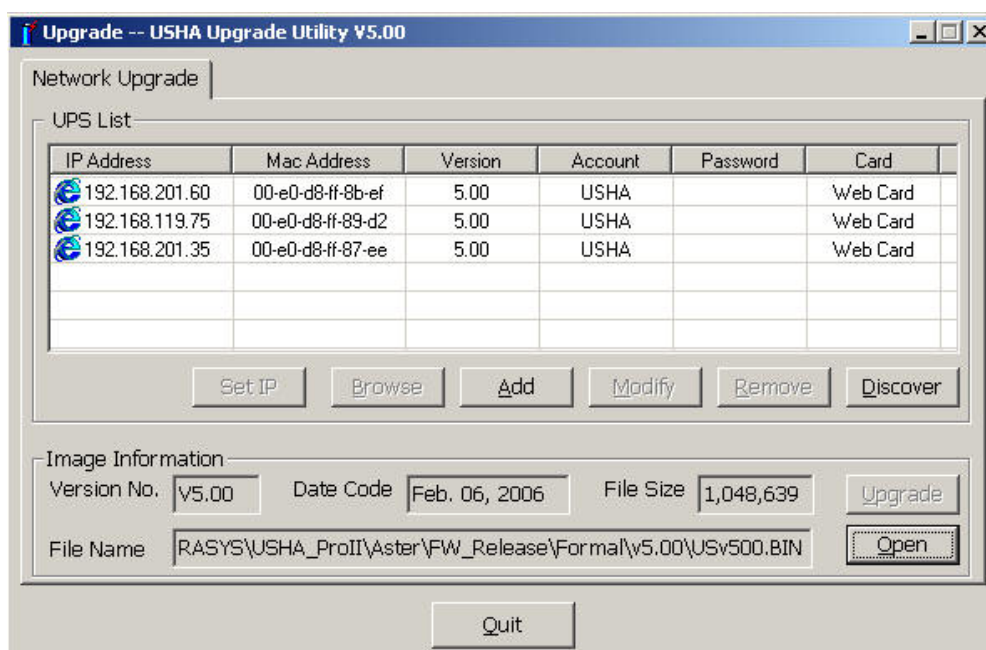 Upgrade -- USHA Upgrade Utility V5.00
Network Upgrade
UPS List
IP Address Mac Address Version Account Password Card
192.168.201.60 00-e0-d8-ff-8b-ef 5.00 USHA Web Card
192.168.119.75 00-e0-d8-ff-89-d2 5.00 USHA Web Card
192.168.201.35 00-e0-d8-ff-87-ee 5.00 USHA Web Card
Set IP Browse Add Modify Remove Discover
Image Information
Version No. V5.00 Date Code Feb. 06, 2006 File Size 1,048,639 Upgrade
File Name RASYS\USHA_ProII\Aster\FW_Release\Formal\v5.00\USv500.BIN Open
Quit